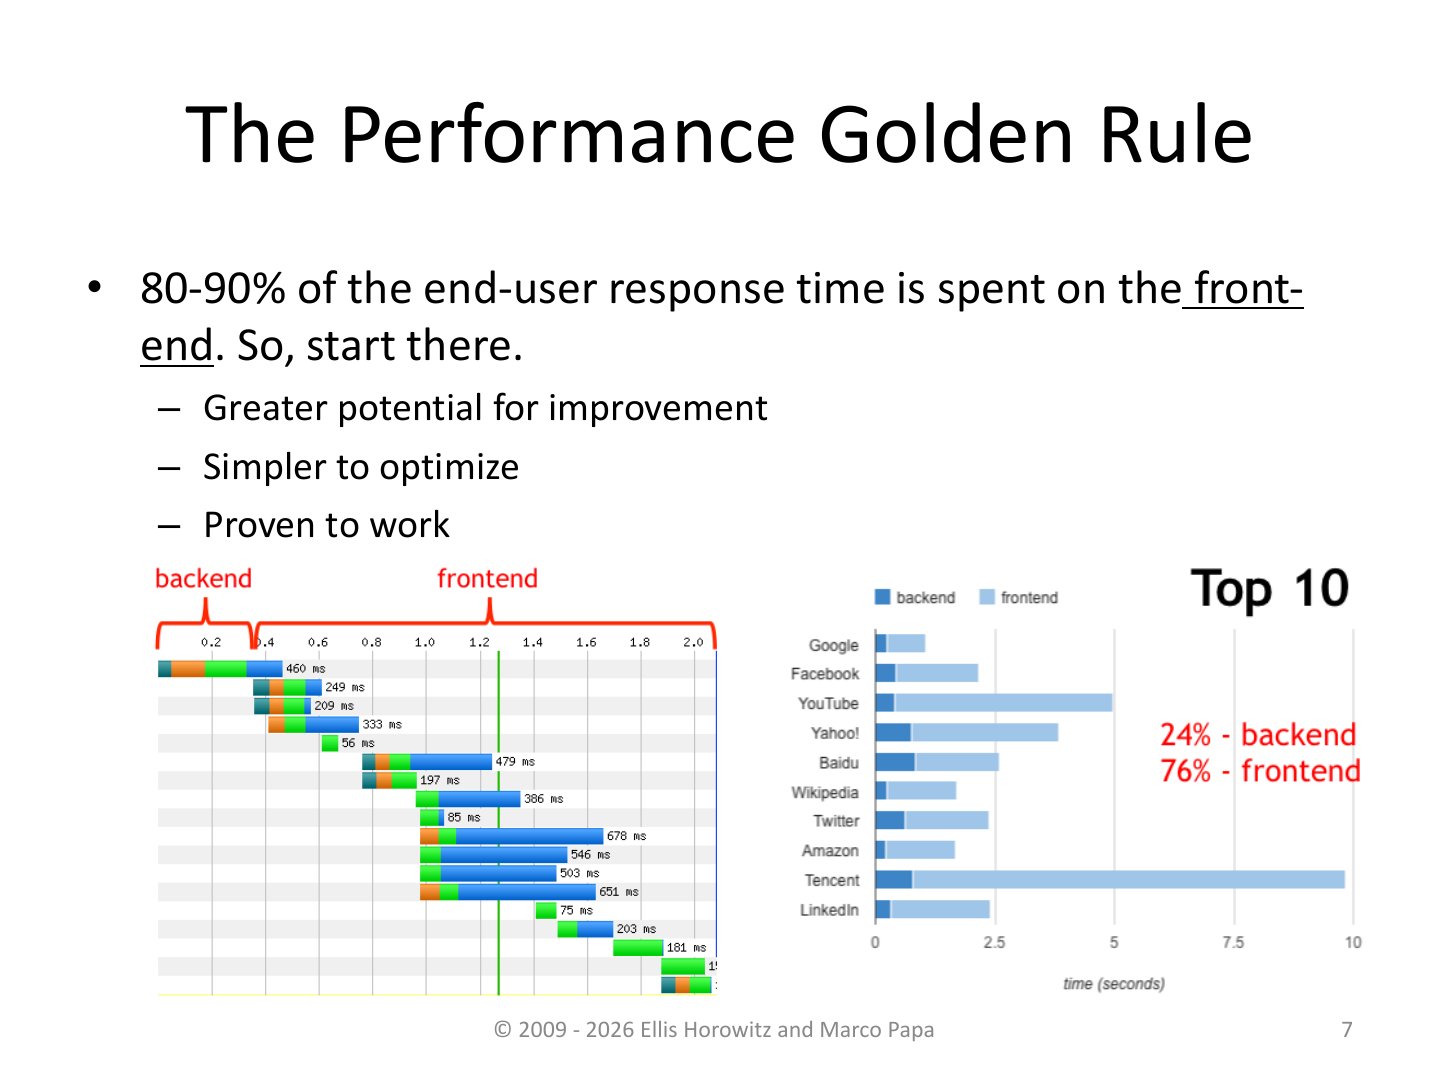 The Performance Golden Rule
• 80-90% of the end-user response time is spent on the front-
end. So, start there.
– Greater potential for improvement
– Simpler to optimize
– Proven to work
backend
frontend
0.2 0.4 0.6 0.8 1.0 1.2 1.4 1.6 1.8 2.0
460 ms
249 ms
209 ms
333 ms
56 ms
479 ms
197 ms
386 ms
85 ms
678 ms
546 ms
503 ms
651 ms
75 ms
203 ms
181 ms
Top 10
backend frontend
Google
Facebook
YouTube
Yahoo!
Baidu
Wikipedia
Twitter
Amazon
Tencent
LinkedIn
24% - backend
76% - frontend
0 2.5 5 7.5 10
time (seconds)
© 2009 - 2026 Ellis Horowitz and Marco Papa
7